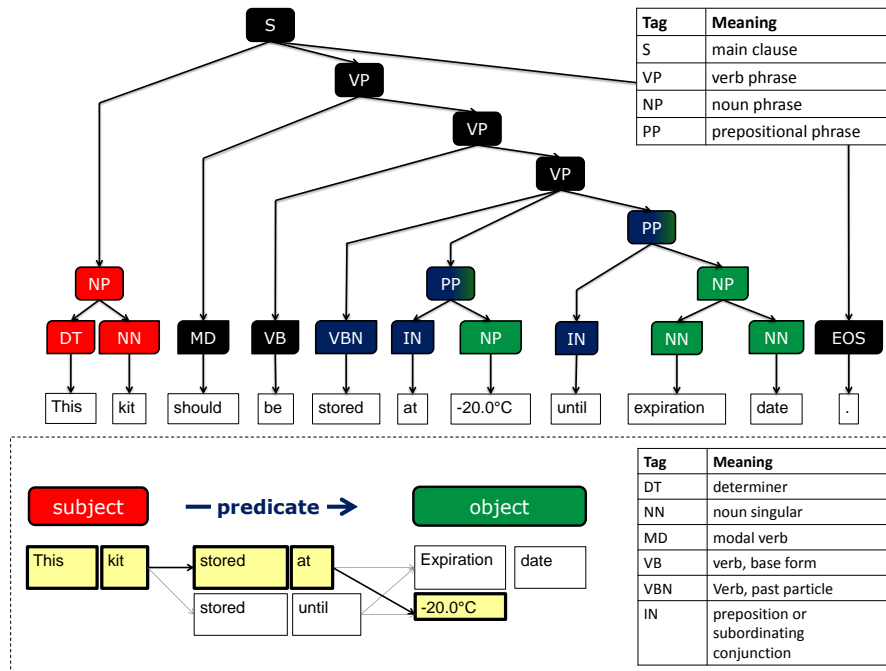 S
Tag Meaning
S main clause
VP verb phrase
NP noun phrase
PP prepositional phrase
VP
VP
VP
PP
NP PP NP
DT NN MD VB VBN IN NP IN NN NN EOS
This kit should be stored at -20.0°C until expiration date .
subject predicate object
This kit stored at Expiration date
stored until -20.0°C
Tag Meaning
DT determiner
NN noun singular
MD modal verb
VB verb, base form
VBN Verb, past particle
IN preposition or
subordinating
conjunction